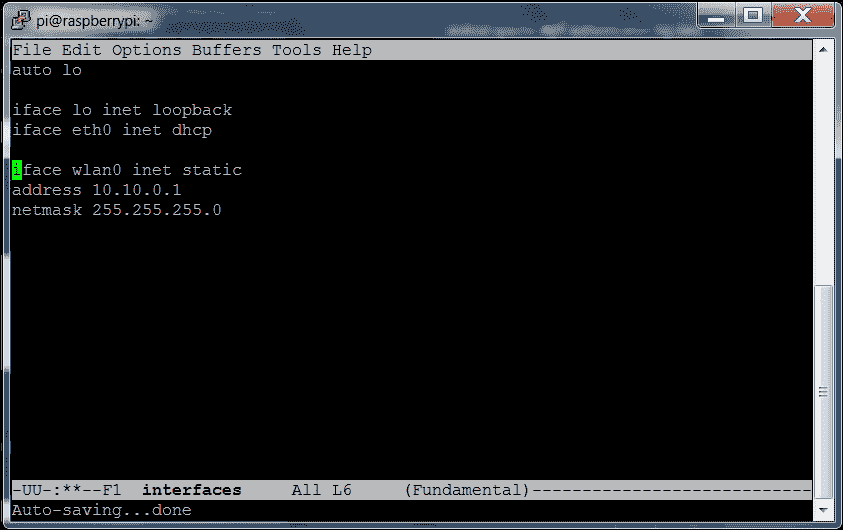 pi@raspberrypi: ~
File Edit Options Buffers Tools Help
auto lo
iface lo inet loopback
iface eth0 inet dhcp
iface wlan0 inet static
address 10.10.0.1
netmask 255.255.255.0
-UU-:**--F1  interfaces     All L6     (Fundamental)----------------------------
Auto-saving...done